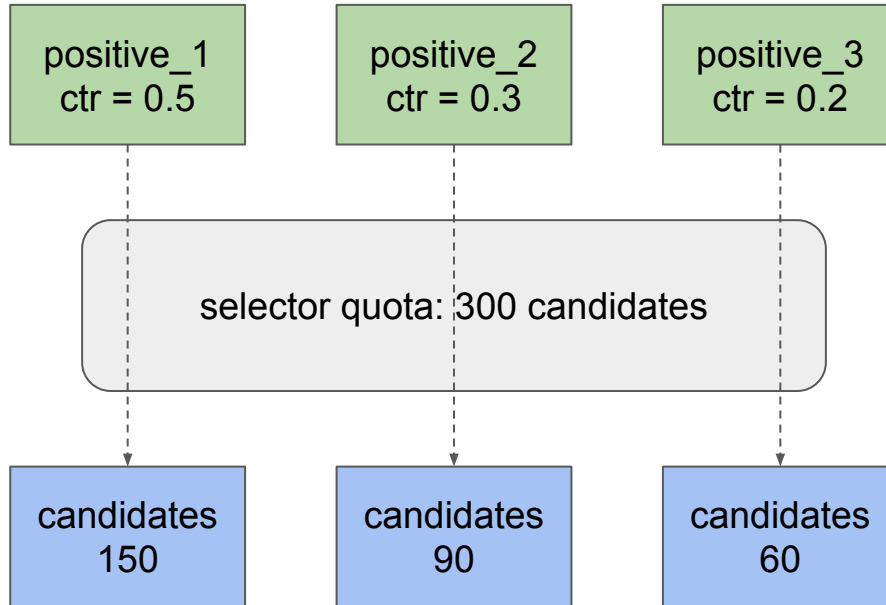 positive_1
ctr = 0.5
positive_2
ctr = 0.3
positive_3
ctr = 0.2
selector quota: 300 candidates
candidates
150
candidates
90
candidates
60